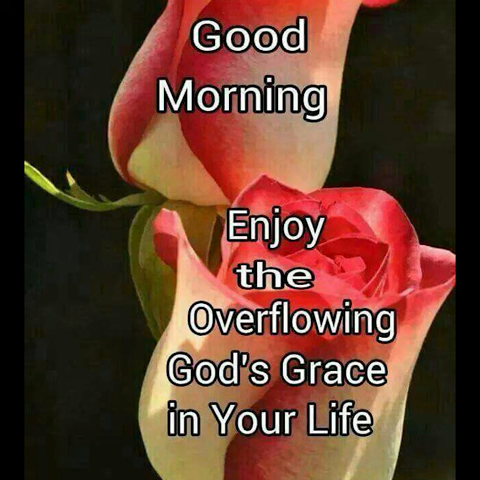 Good
Morning
Enjoy
the
Overflowing
God's Grace
in Your Life